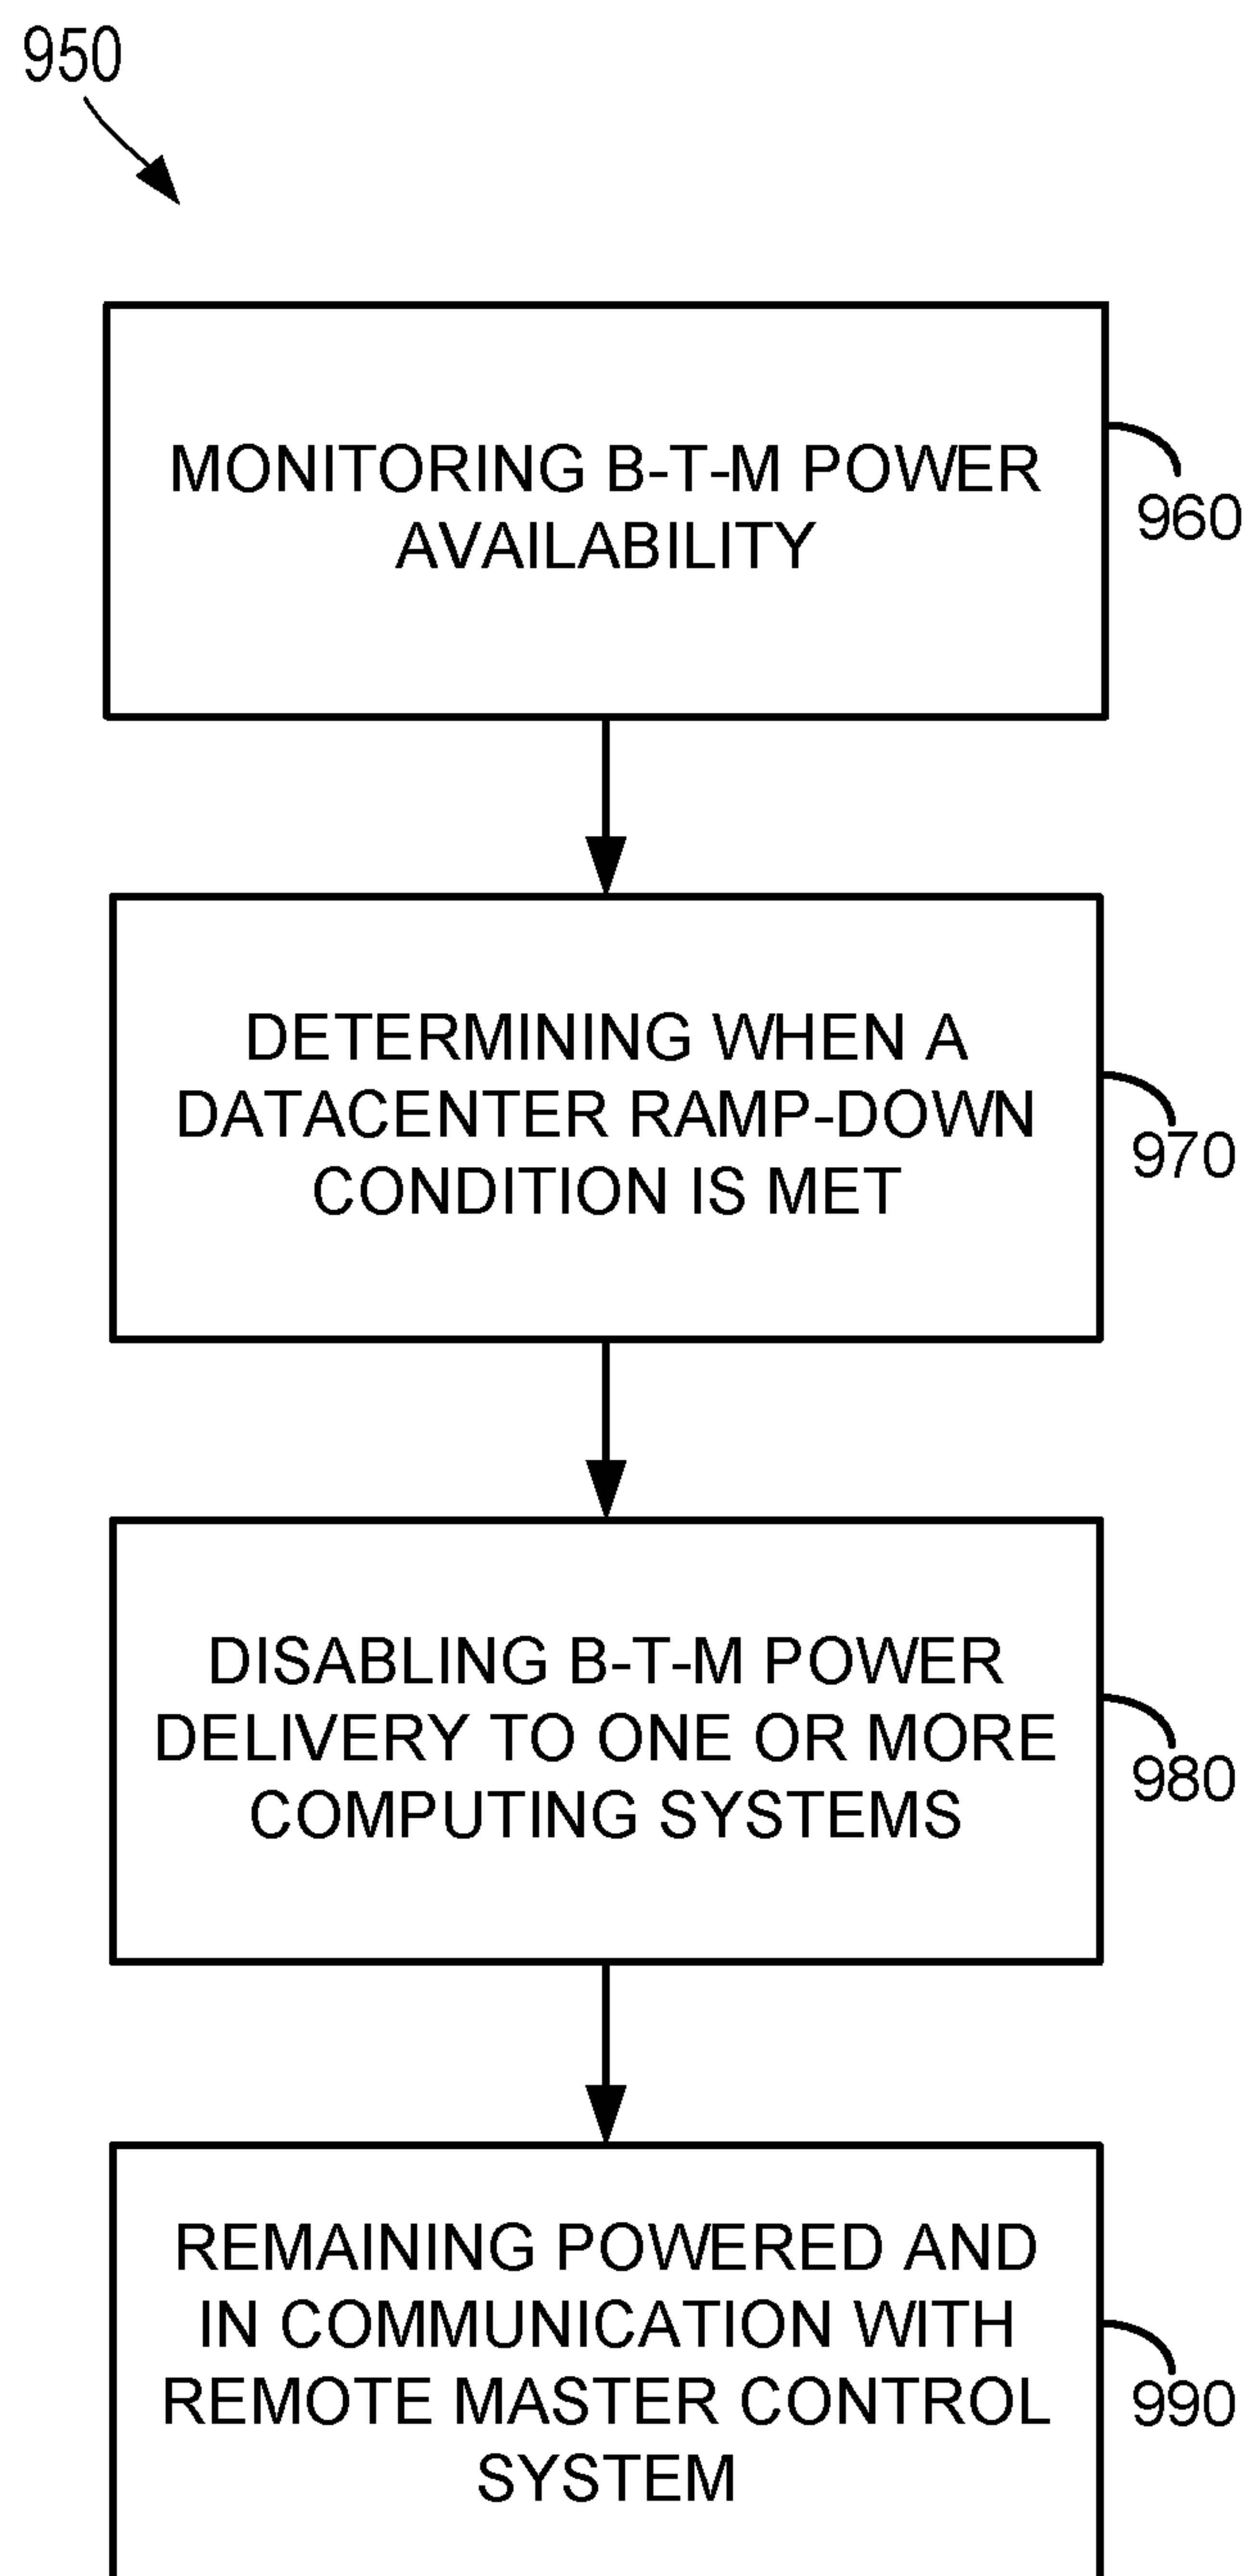 950
MONITORING B-T-M POWER
AVAILABILITY
960
DETERMINING WHEN A
DATACENTER RAMP-DOWN
CONDITION IS MET
970
DISABLING B-T-M POWER
DELIVERY TO ONE OR MORE
COMPUTING SYSTEMS
980
REMAINING POWERED AND
IN COMMUNICATION WITH
REMOTE MASTER CONTROL
SYSTEM
990